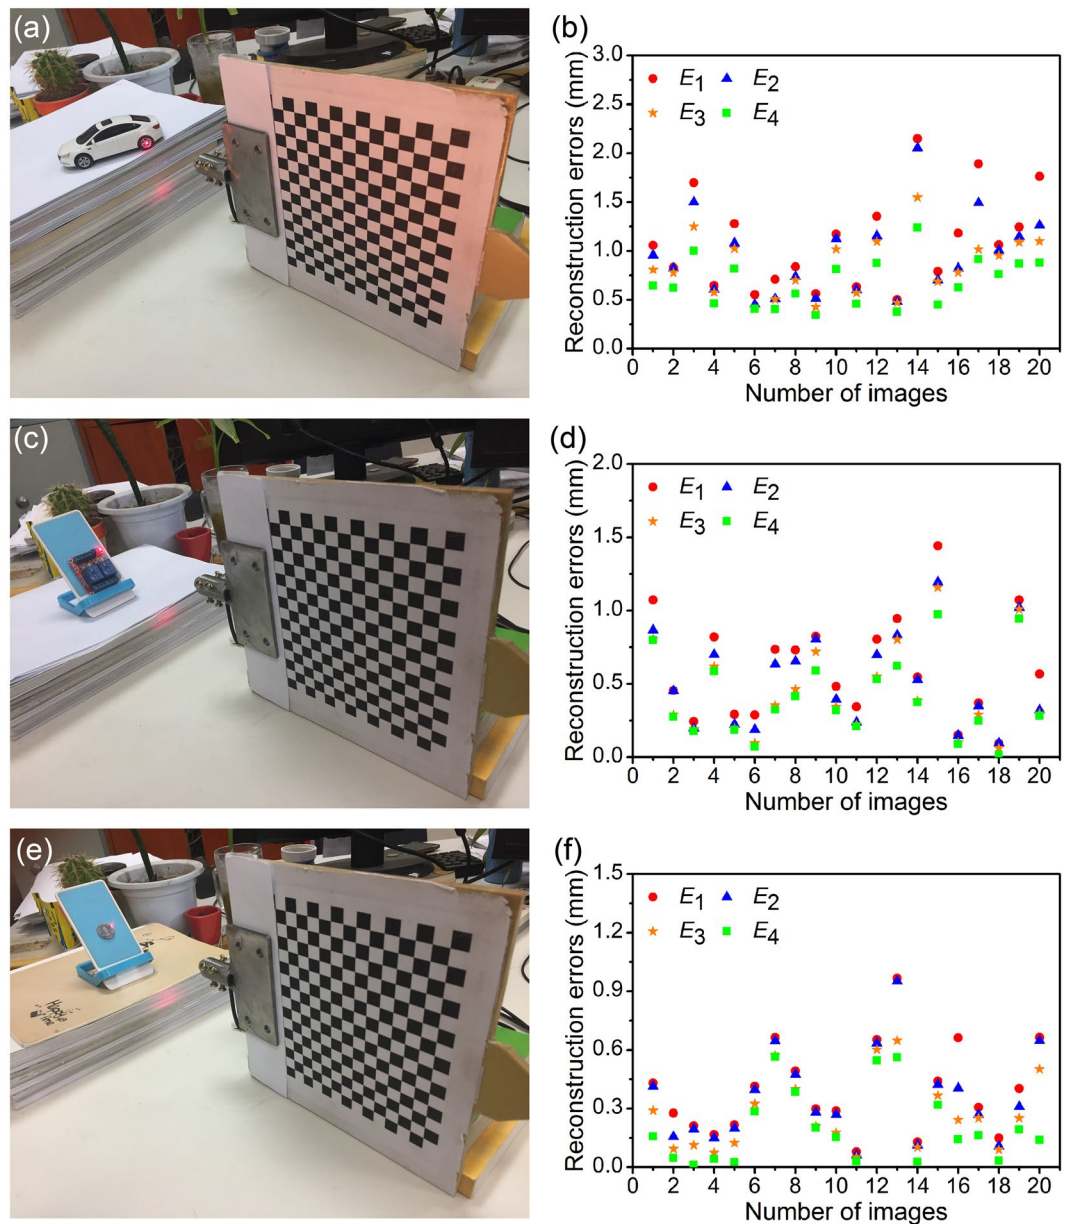 (a)
(b)
Reconstruction errors (mm)
3.0
2.5
2.0
1.5
1.0
0.5
0.0
E1 E2
E3 E4
0 2 4 6 8 10 12 14 16 18 20
Number of images
(c)
(d)
Reconstruction errors (mm)
2.0
1.5
1.0
0.5
0.0
E1 E2
E3 E4
0 2 4 6 8 10 12 14 16 18 20
Number of images
(e)
Happy
Time
(f)
Reconstruction errors (mm)
1.5
1.2
0.9
0.6
0.3
0.0
E1 E2
E3 E4
0 2 4 6 8 10 12 14 16 18 20
Number of images